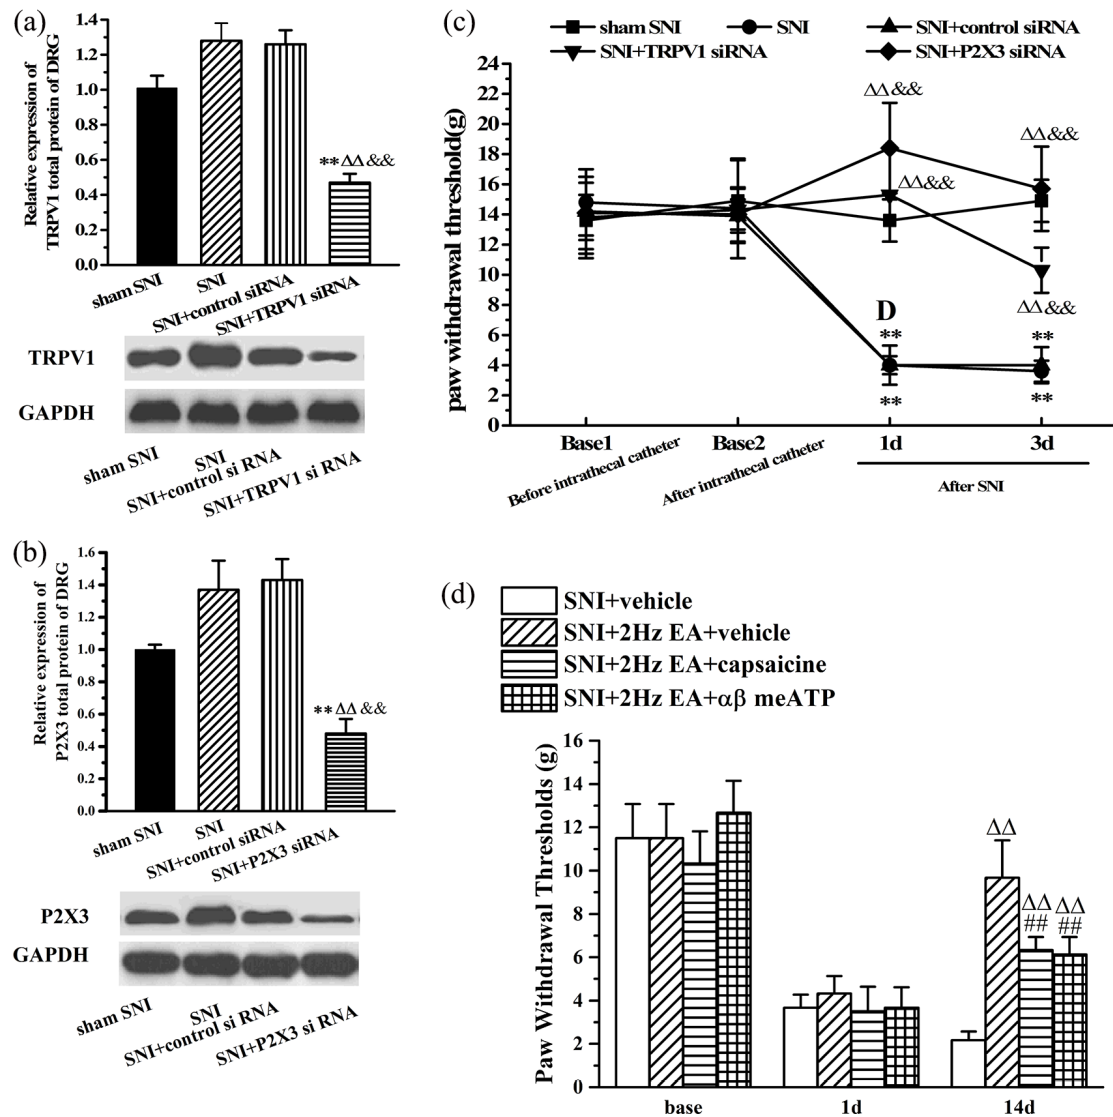 (a)
Relative expression of
TRPV1 total protein of DRG
1.4
1.2
1.0
0.8
0.6
0.4
0.2
0.0
**ΔΔ&&
sham SNI
SNI
SNI+control siRNA
SNI+TRPV1 siRNA
TRPV1
GAPDH
sham SNI
SNI
SNI+control si RNA
SNI+TRPV1 si RNA
(b)
Relative expression of
P2X3 total protein of DRG
1.6
1.4
1.2
1.0
0.8
0.6
0.4
0.2
0.0
**ΔΔ&&
sham SNI
SNI
SNI+control siRNA
SNI+P2X3 siRNA
P2X3
GAPDH
sham SNI
SNI
SNI+control si RNA
SNI+P2X3 si RNA
(c)
sham SNI SNI SNI+control siRNA
SNI+TRPV1 siRNA SNI+P2X3 siRNA
paw withdrawal threshold(g)
24
22
20
18
16
14
12
10
8
6
4
2
0
ΔΔ&&
ΔΔ&&
ΔΔ&&
ΔΔ&&
D
** **
** **
Base1 Base2 1d 3d
Before intrathecal catheter After intrathecal catheter After SNI
(d)
SNI+vehicle
SNI+2Hz EA+vehicle
SNI+2Hz EA+capsaicine
SNI+2Hz EA+αβ meATP
Paw Withdrawal Thresholds (g)
16
14
12
10
8
6
4
2
0
ΔΔ
ΔΔ ΔΔ
## ##
base 1d 14d